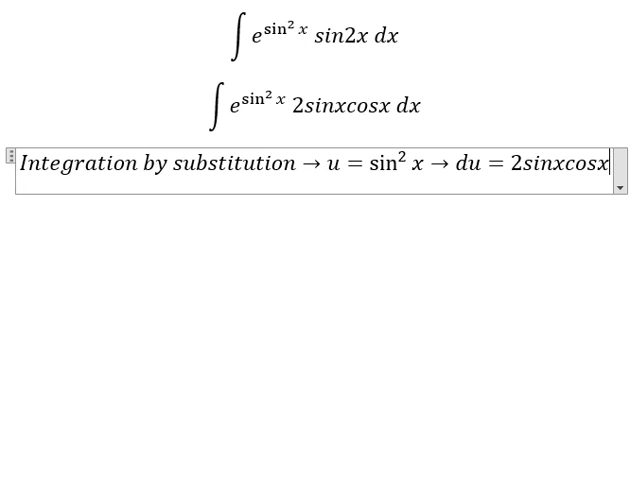 ∫ e^{sin² x} sin2x dx
∫ e^{sin² x} 2sinxcosx dx
Integration by substitution → u = sin² x → du = 2sinxcosx